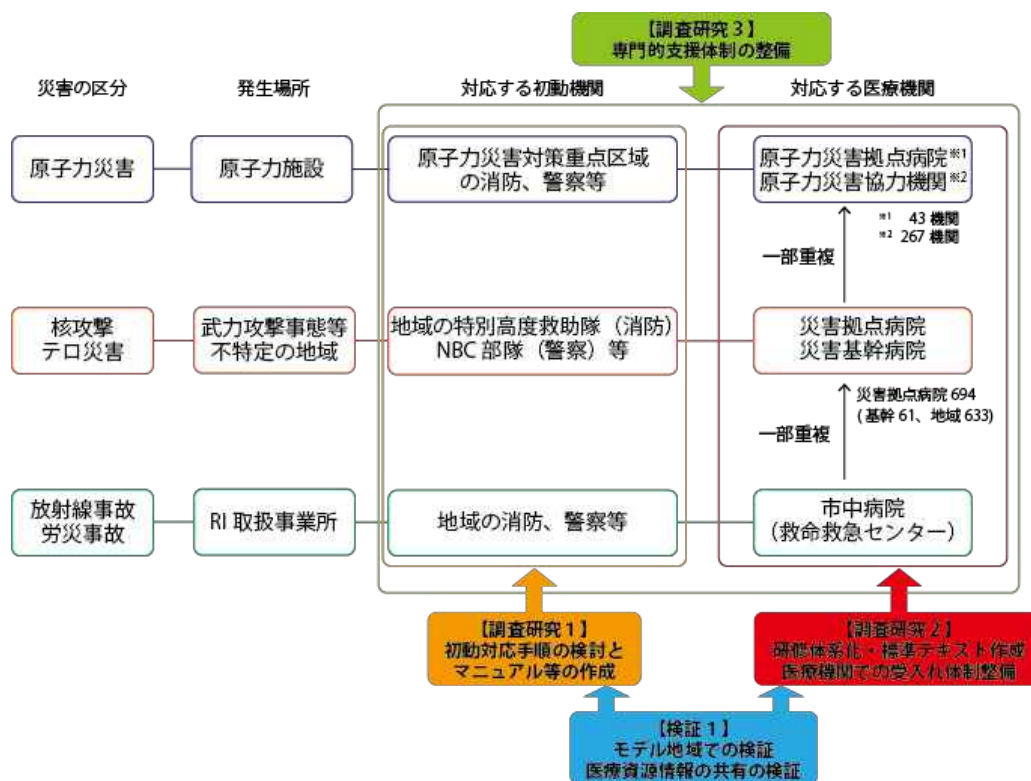 【調査研究3】
専門的支援体制の整備
災害の区分
発生場所
対応する初動機関
対応する医療機関
原子力災害
原子力施設
原子力災害対策重点区域
の消防、警察等
原子力災害拠点病院※1
原子力災害協力機関※2
※1 43 機関
※2 267 機関
一部重複
核攻撃
テロ災害
武力攻撃事態等
不特定の地域
地域の特別高度救助隊（消防）
NBC 部隊（警察）等
災害拠点病院
災害基幹病院
災害拠点病院 694
(基幹 61、地域 633)
一部重複
放射線事故
労災事故
RI 取扱事業所
地域の消防、警察等
市中病院
（救命救急センター）
【調査研究1】
初動対応手順の検討と
マニュアル等の作成
【調査研究2】
研修体系化・標準テキスト作成
医療機関での受入れ体制整備
【検証1】
モデル地域での検証
医療資源情報の共有の検証